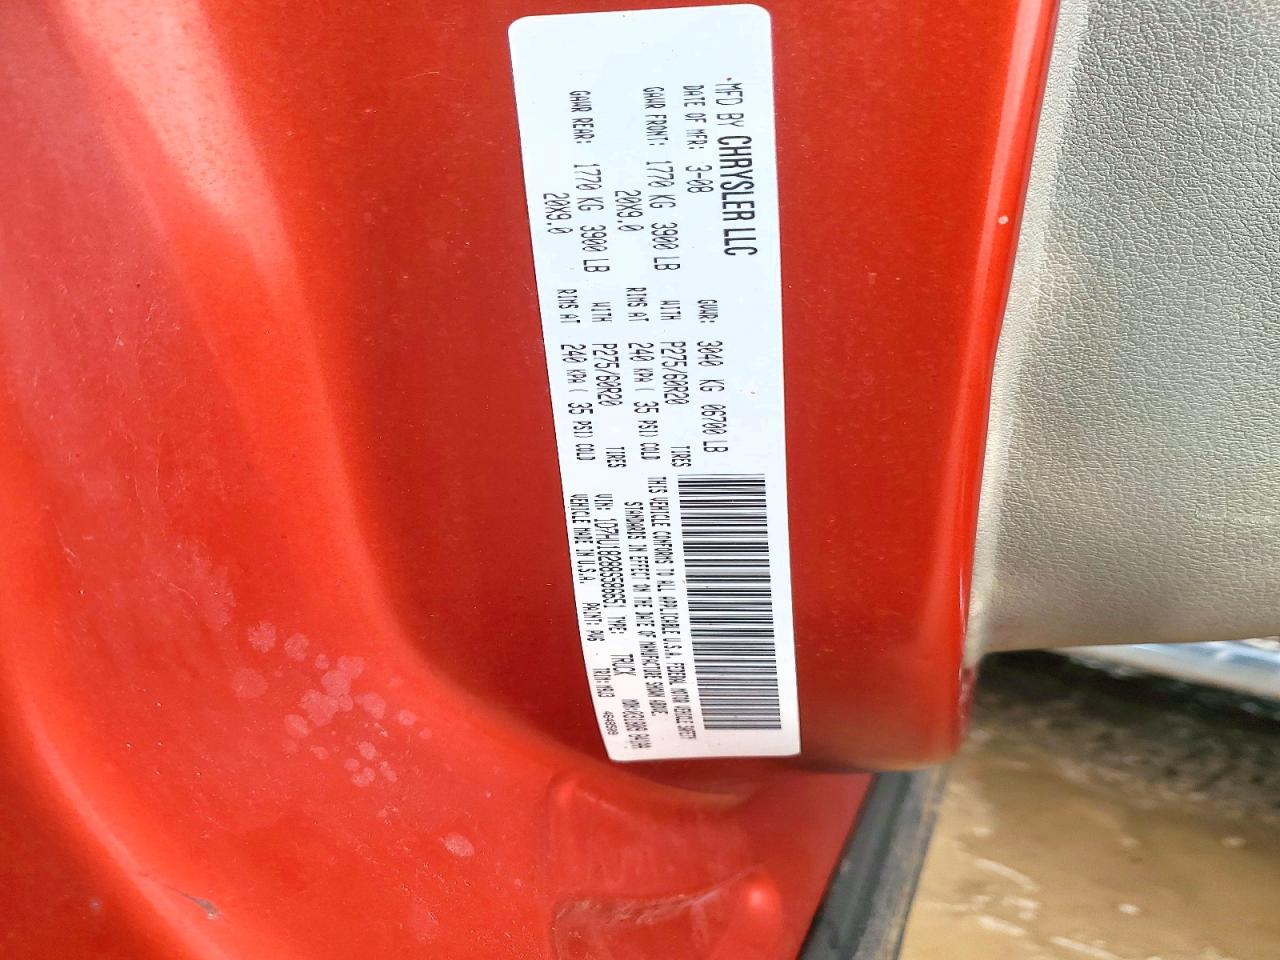 MFD BY CHRYSLER LLC
DATE OF MFR: 3-08 GVWR: 3040 KG 06700 LB
GAWR FRONT: 1770 KG 3900 LB WITH P275/60R20 TIRES
20X9.0 RIMS AT 240 KPA ( 35 PSI) COLD
GAWR REAR: 1770 KG 3900 LB WITH P275/60R20 TIRES
20X9.0 RIMS AT 240 KPA ( 35 PSI) COLD
THIS VEHICLE CONFORMS TO ALL APPLICABLE U.S.A. FEDERAL MOTOR VEHICLE SAFETY
STANDARDS IN EFFECT ON THE DATE OF MANUFACTURE SHOWN ABOVE.
VIN: 1D7HU18288S586651 TYPE: TRUCK
VEHICLE MADE IN U.S.A. PAINT: